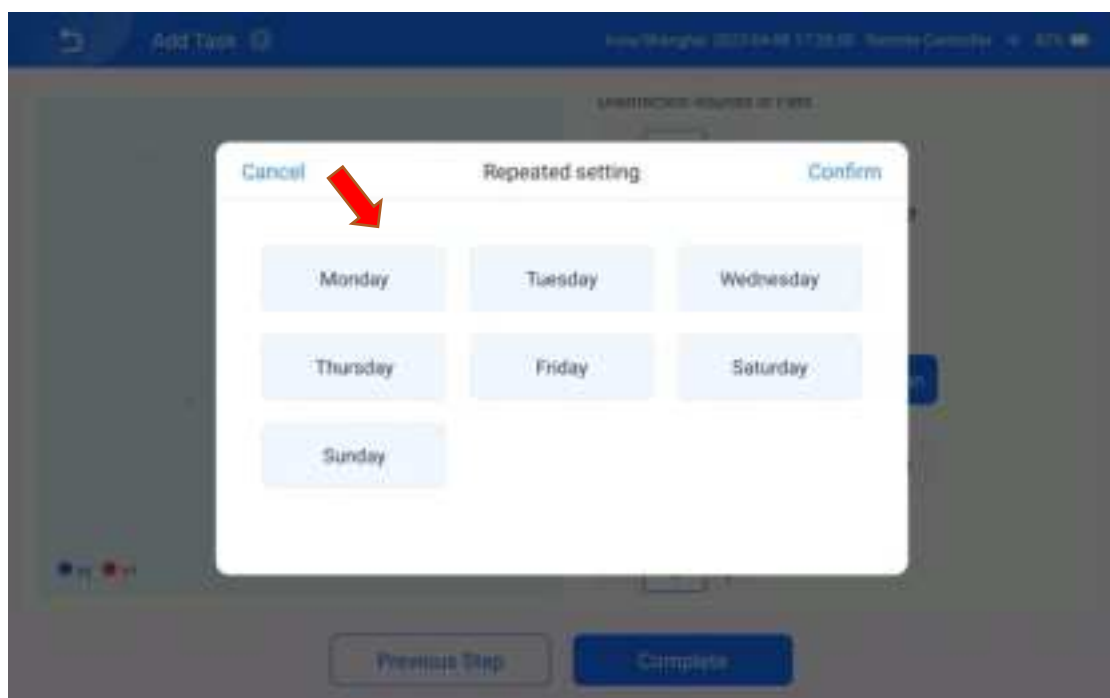 Add Task
Cancel
Repeated setting
Confirm
Monday
Tuesday
Wednesday
Thursday
Friday
Saturday
Sunday
Previous Step
Complete